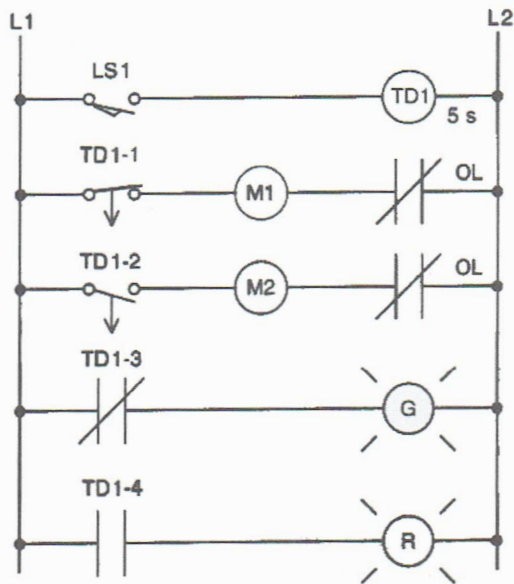 L1 L2
LS1
TD1
5 s
TD1-1
M1
OL
TD1-2
M2
OL
TD1-3
G
TD1-4
R